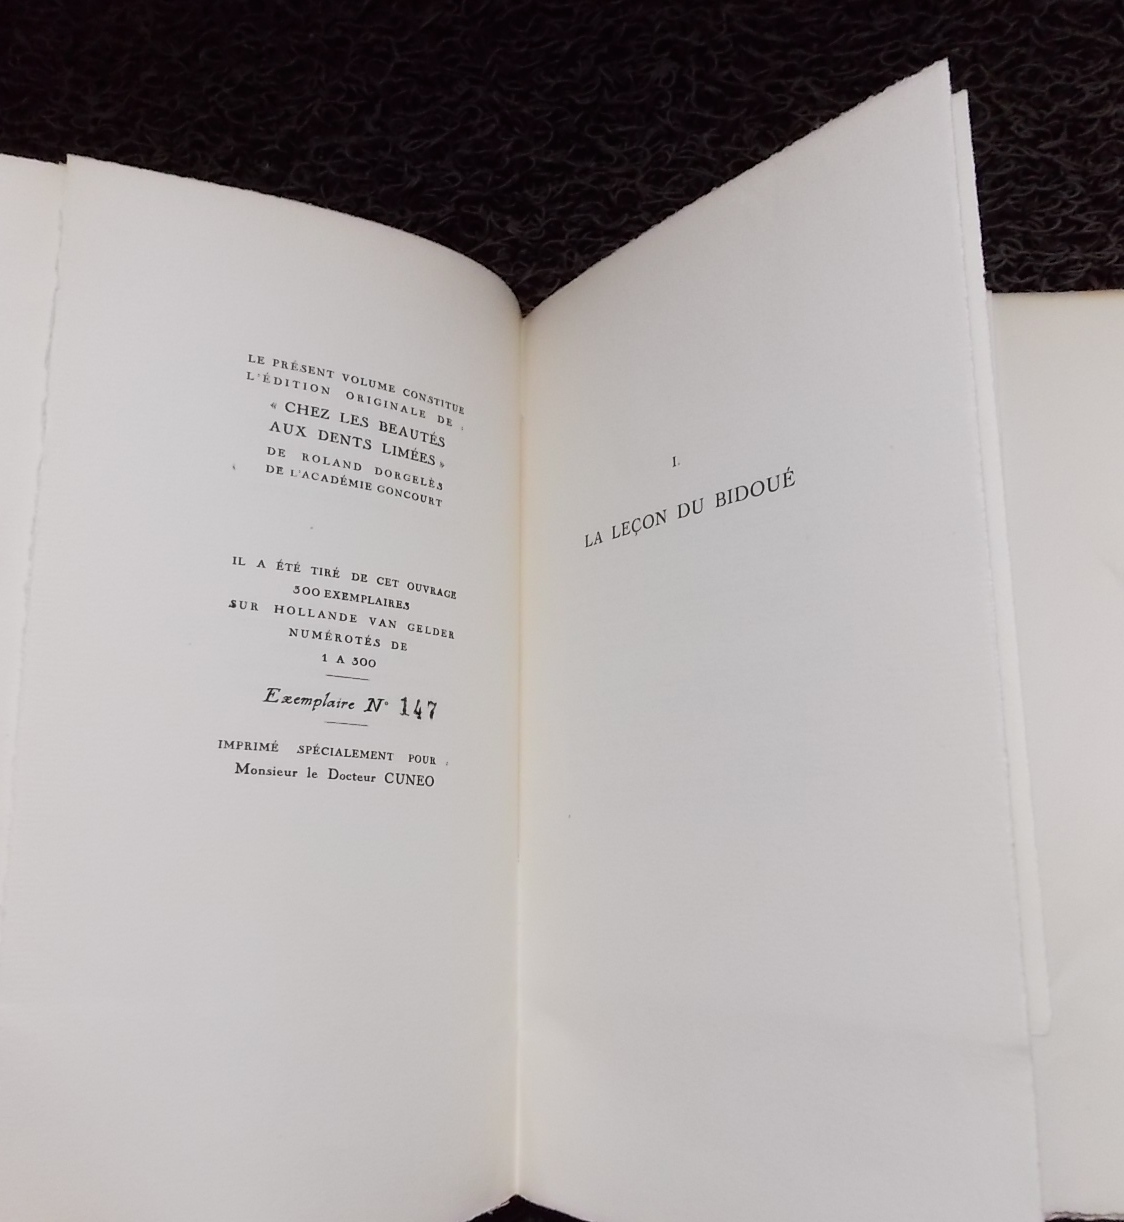 LE PRÉSENT VOLUME CONSTITUE
L'ÉDITION ORIGINALE DE
« CHEZ LES BEAUTÉS
AUX DENTS LIMÉES »
DE ROLAND DORGELÈS
DE L'ACADÉMIE GONCOURT
IL A ÉTÉ TIRÉ DE CET OUVRAGE
300 EXEMPLAIRES
SUR HOLLANDE VAN GELDER
NUMÉROTÉS DE
1 A 300
Exemplaire N° 147
IMPRIMÉ SPÉCIALEMENT POUR
Monsieur le Docteur CUNEO
I.
LA LEÇON DU BIDOUÉ